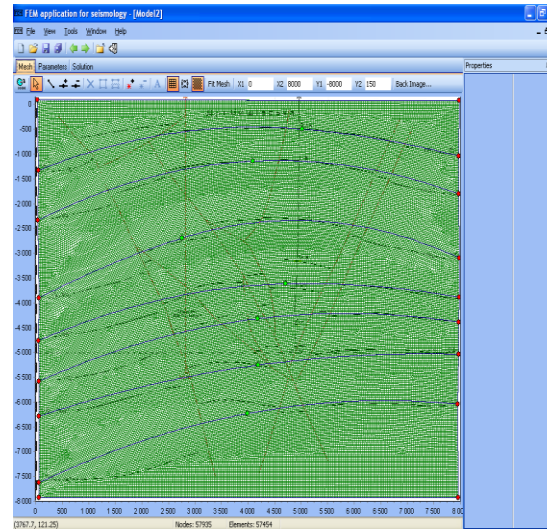 FEM application for seismology - [Model2]
File View Tools Window Help
Mesh Parameters Solution
Properties
Fit Mesh X1 0 X2 8000 Y1 -8000 Y2 150 Back Image...
0
-500
-1 000
-1 500
-2 000
-2 500
-3 000
-3 500
-4 000
-4 500
-5 000
-5 500
-6 000
-6 500
-7 000
-7 500
-8 000
0 500 1 000 1 500 2 000 2 500 3 000 3 500 4 000 4 500 5 000 5 500 6 000 6 500 7 000 7 500 8 00
(3767.7, 121.25) Nodes: 57935 Elements: 57454